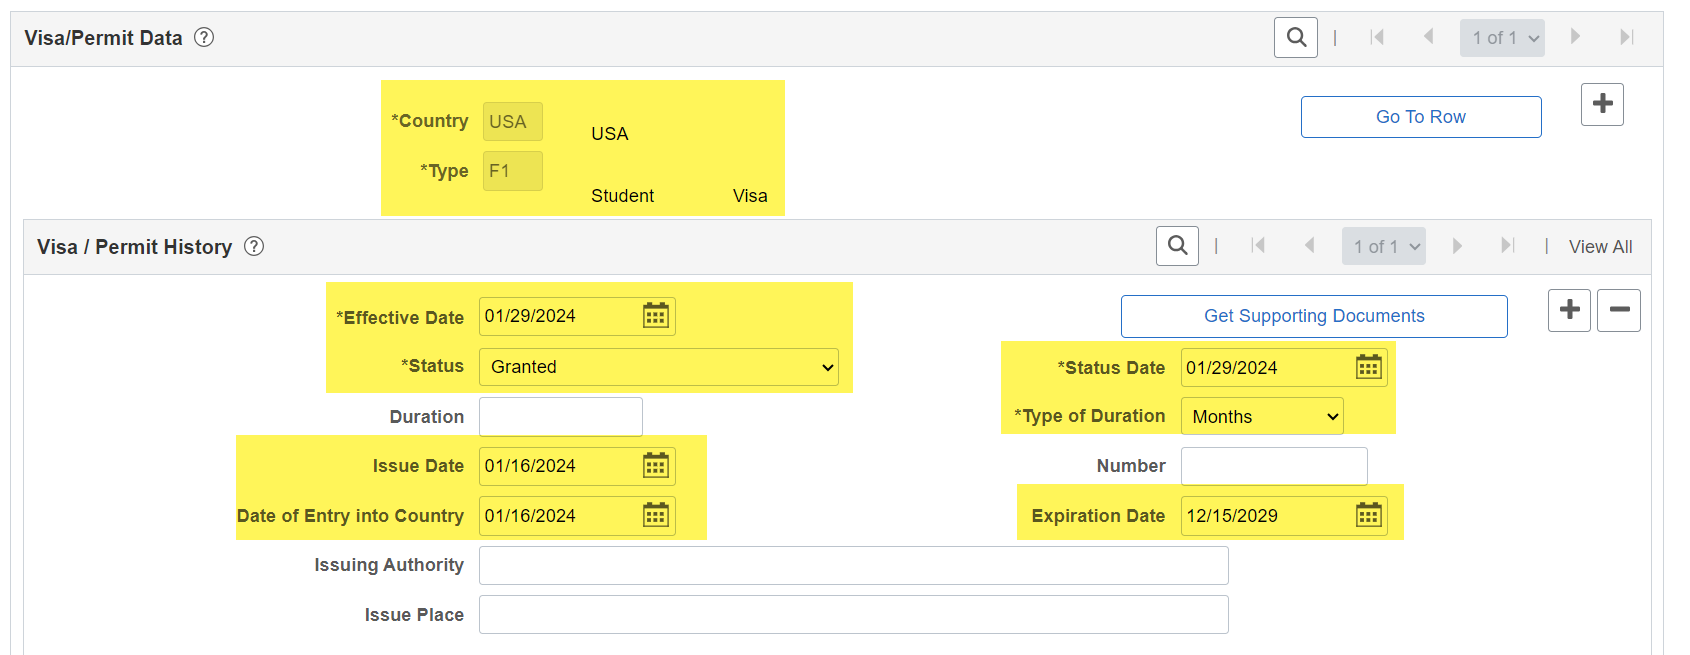 Visa/Permit Data ? | 1 of 1
*Country USA USA Go To Row
*Type F1 Student Visa
Visa / Permit History ? | 1 of 1 | View All
*Effective Date 01/29/2024 Get Supporting Documents
*Status Granted *Status Date 01/29/2024
Duration *Type of Duration Months
Issue Date 01/16/2024 Number
Date of Entry into Country 01/16/2024 Expiration Date 12/15/2029
Issuing Authority
Issue Place